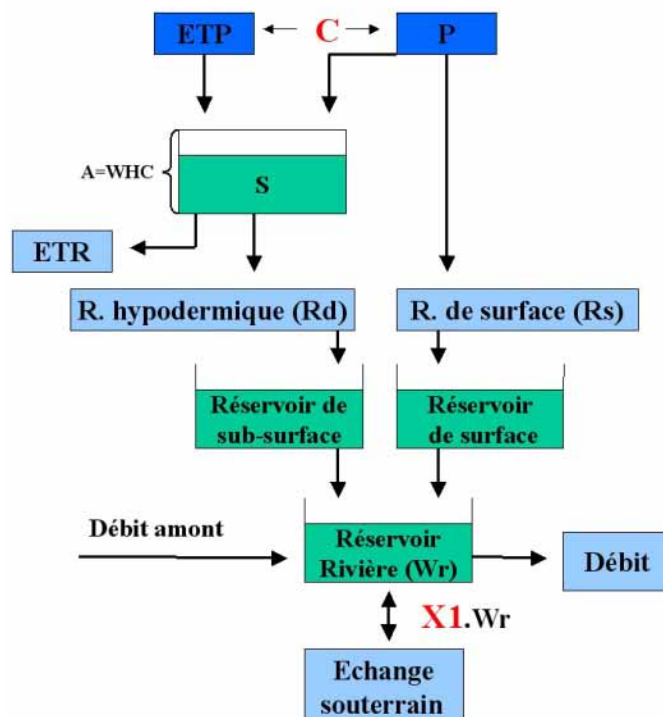 ETP
C
P
A=WHC
S
ETR
R. hypodermique (Rd)
R. de surface (Rs)
Réservoir de
sub-surface
Réservoir
de surface
Débit amont
Réservoir
Rivière (Wr)
Débit
X1.Wr
Echange
souterrain